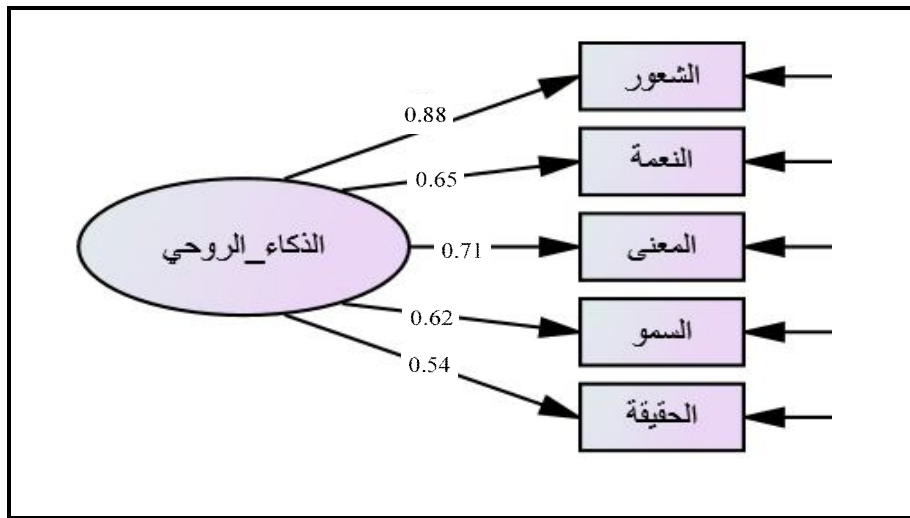 الشعور
0.88
النعمة
0.65
الذكاء_الروحي
المعنى
0.71
السمو
0.62
0.54
الحقيقة